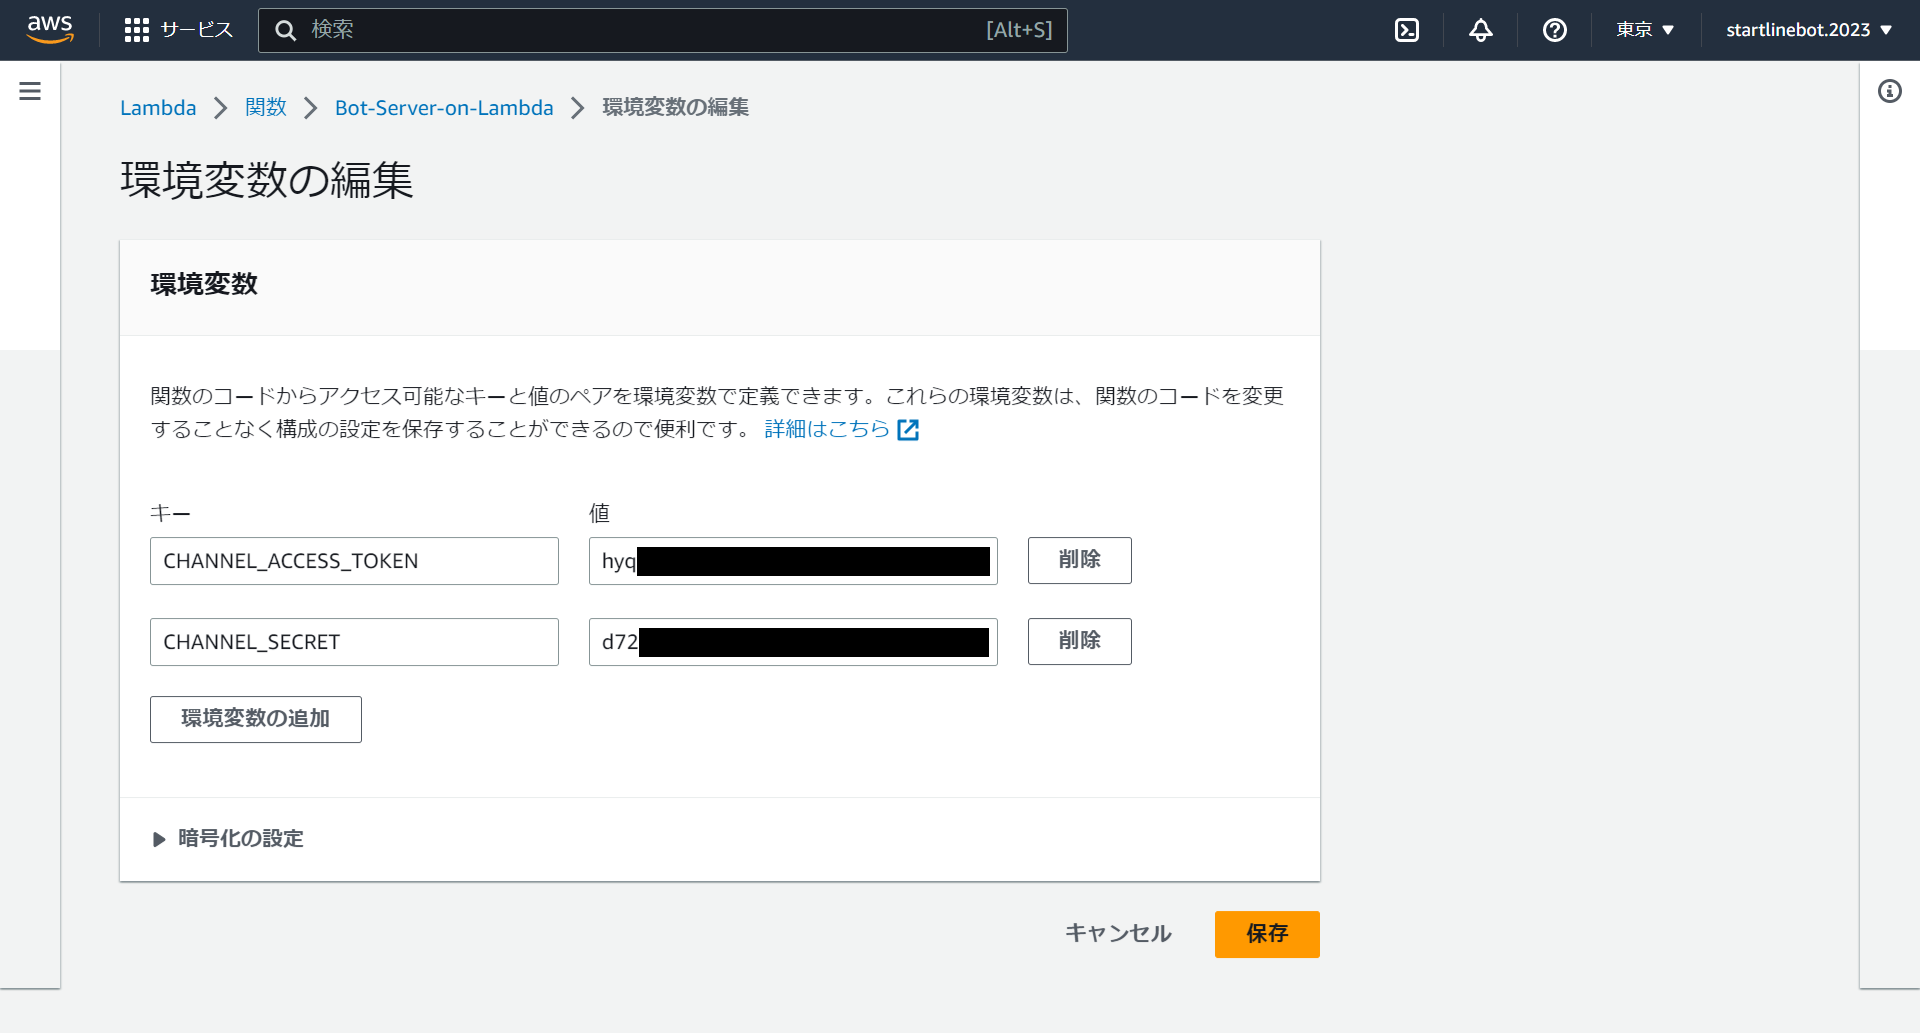 aws
サービス
検索
[Alt+S]
東京
startlinebot.2023
Lambda
関数
Bot-Server-on-Lambda
環境変数の編集
環境変数の編集
環境変数
関数のコードからアクセス可能なキーと値のペアを環境変数で定義できます。これらの環境変数は、関数のコードを変更
することなく構成の設定を保存することができるので便利です。 詳細はこちら
キー
値
CHANNEL_ACCESS_TOKEN
hyq
削除
CHANNEL_SECRET
d72
削除
環境変数の追加
暗号化の設定
キャンセル
保存